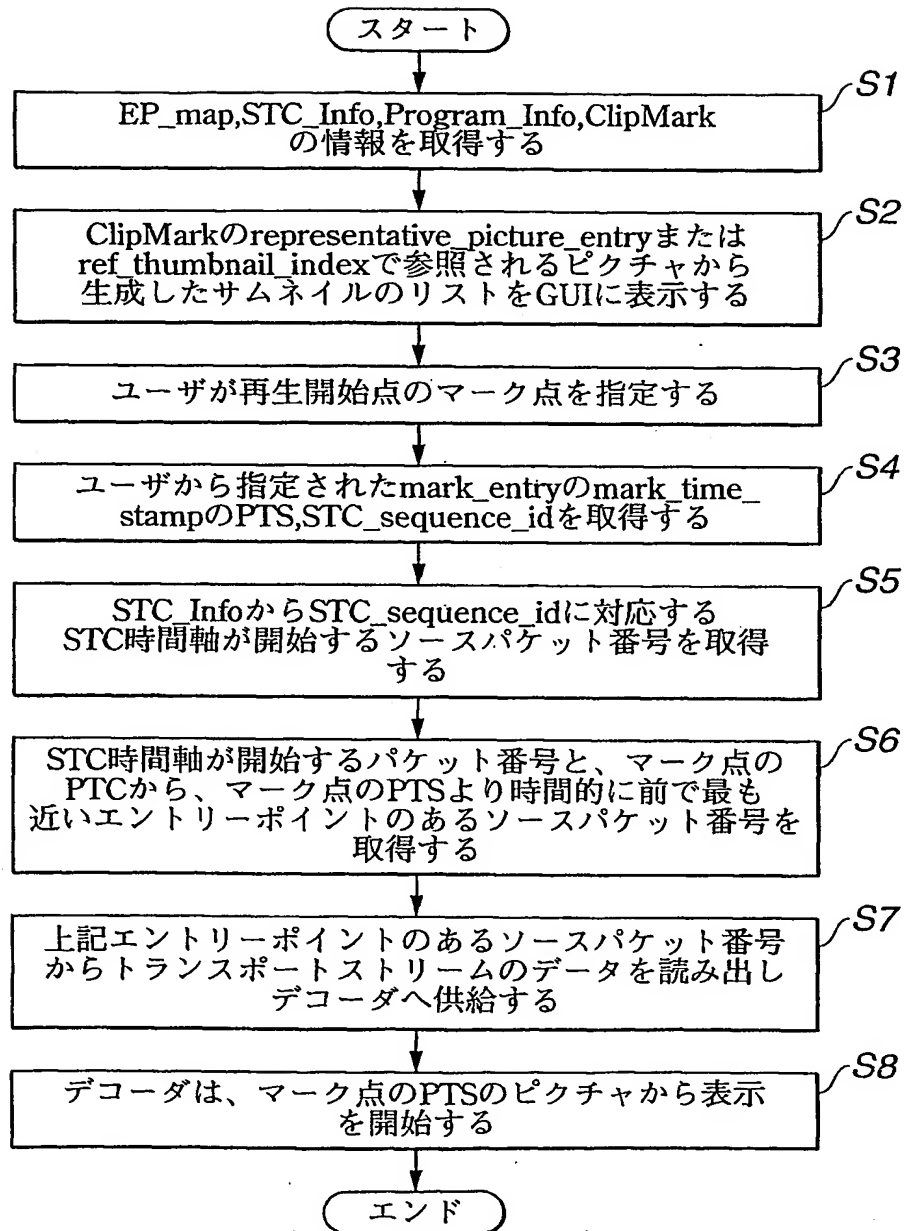 スタート
S1
EP_map,STC_Info,Program_Info,ClipMark
の情報を取得する
S2
ClipMarkのrepresentative_picture_entryまたは
ref_thumbnail_indexで参照されるピクチャから
生成したサムネイルのリストをGUIに表示する
S3
ユーザが再生開始点のマーク点を指定する
S4
ユーザから指定されたmark_entryのmark_time_
stampのPTS,STC_sequence_idを取得する
S5
STC_InfoからSTC_sequence_idに対応する
STC時間軸が開始するソースパケット番号を取得
する
S6
STC時間軸が開始するパケット番号と、マーク点の
PTCから、マーク点のPTSより時間的に前で最も
近いエントリーポイントのあるソースパケット番号を
取得する
S7
上記エントリーポイントのあるソースパケット番号
からトランスポートストリームのデータを読み出し
デコーダへ供給する
S8
デコーダは、マーク点のPTSのピクチャから表示
を開始する
エンド